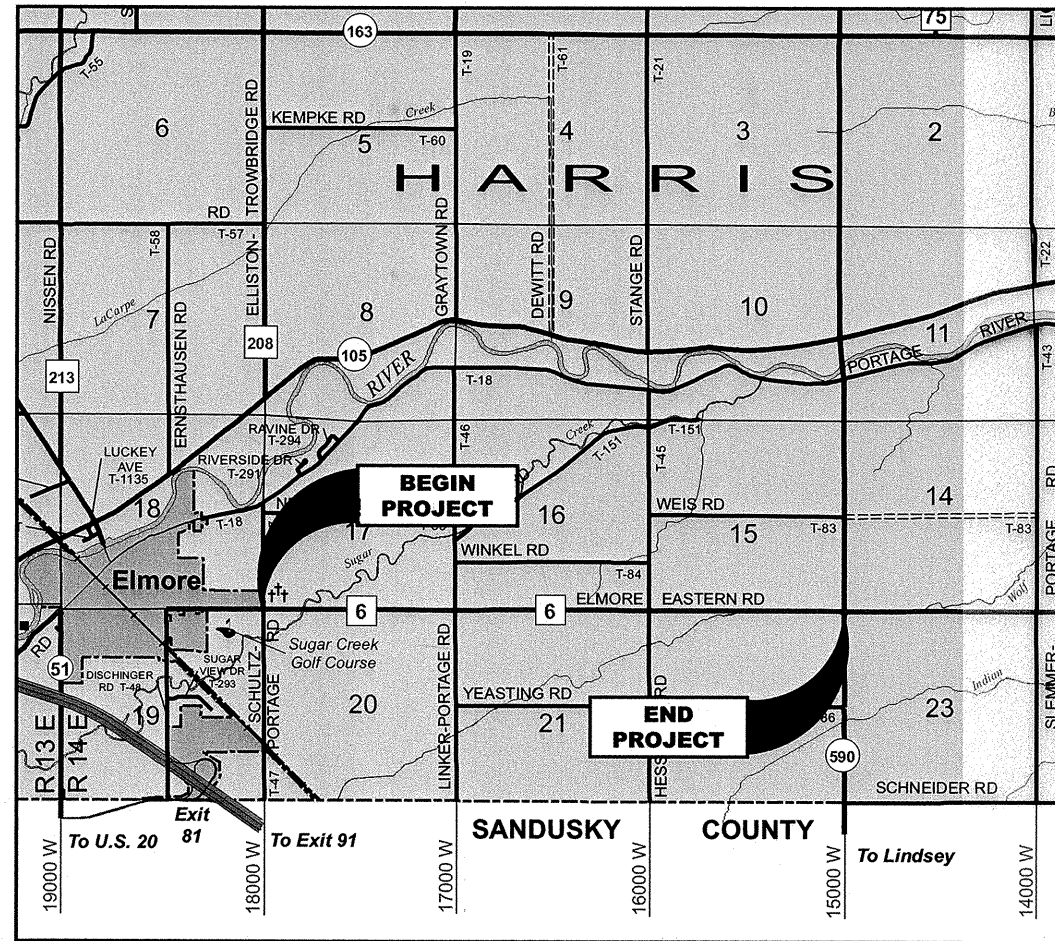 S
163
75
LIC
T-55
T-19
T-61
T-21
TROWBRIDGE RD
KEMPKE RD
Creek
T-60
6
5
4
3
2
B
HARRIS
RD
T-57
T-58
NISSEN RD
ELLISTON-
GRAYTOWN RD
DEWITT RD
STANGE RD
T-22
LaCarpe
7
8
9
10
11
ERNSTHAUSEN RD
208
105
RIVER
PORTAGE
RIVER
213
T-18
T-43
RAVINE DR
T-294
RIVERSIDE DR
T-291
LUCKEY
AVE
T-1135
T-46
Creek
T-151
T-151
T-45
BEGIN
PROJECT
18
T-18
17
16
WEIS RD
15
T-83
14
T-83
PORTAGE RD
Sugar
WINKEL RD
T-84
Elmore
6
6
ELMORE
EASTERN RD
Wolf
Sugar Creek
Golf Course
RD
51
DISCHINGER
RD T-48
SUGAR
VIEW DR
T-293
SCHULTZ-
PORTAGE RD
LINKER-PORTAGE RD
YEASTING RD
END
PROJECT
HESS RD
SLEMMER-
Indian
19
20
21
23
590
R 13 E
R 14 E
T-47
SCHNEIDER RD
Exit
81
To U.S. 20
To Exit 91
SANDUSKY COUNTY
To Lindsey
19000 W
18000 W
17000 W
16000 W
15000 W
14000 W